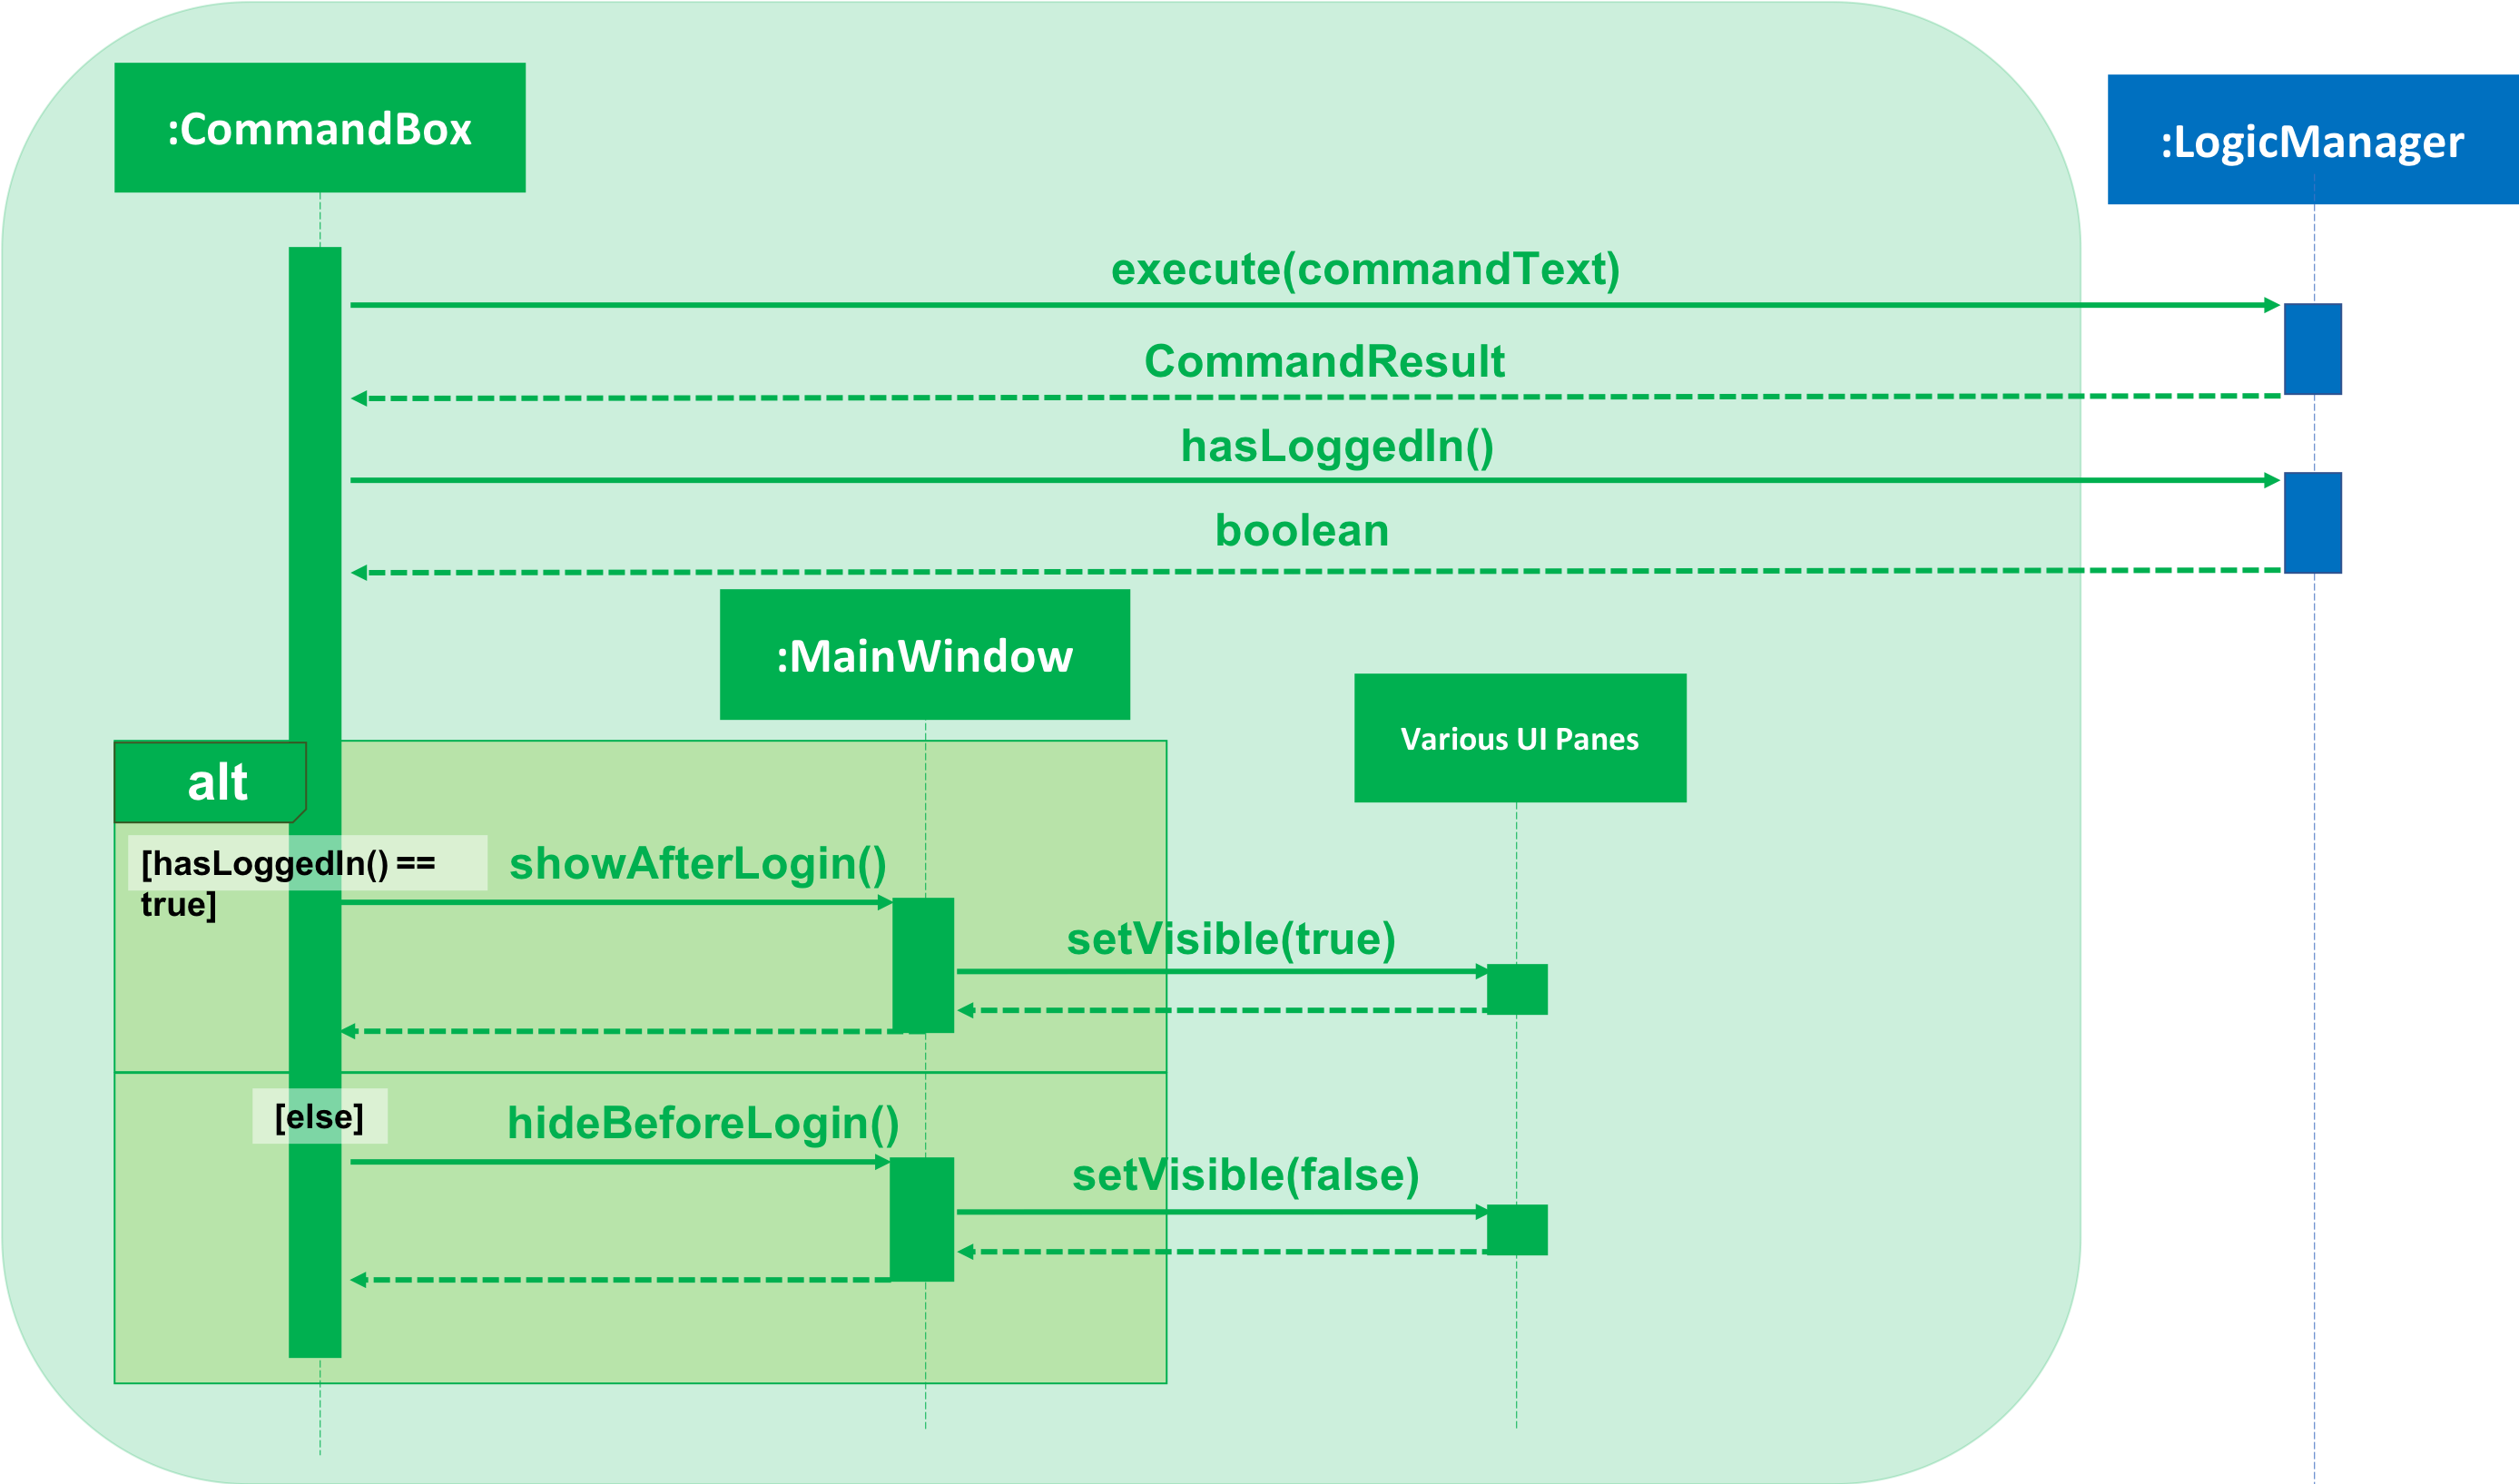 :CommandBox
:LogicManager
execute(commandText)
CommandResult
hasLoggedIn()
boolean
:MainWindow
Various UI Panes
alt
[hasLoggedIn() ==
true]
showAfterLogin()
setVisible(true)
[else]
hideBeforeLogin()
setVisible(false)